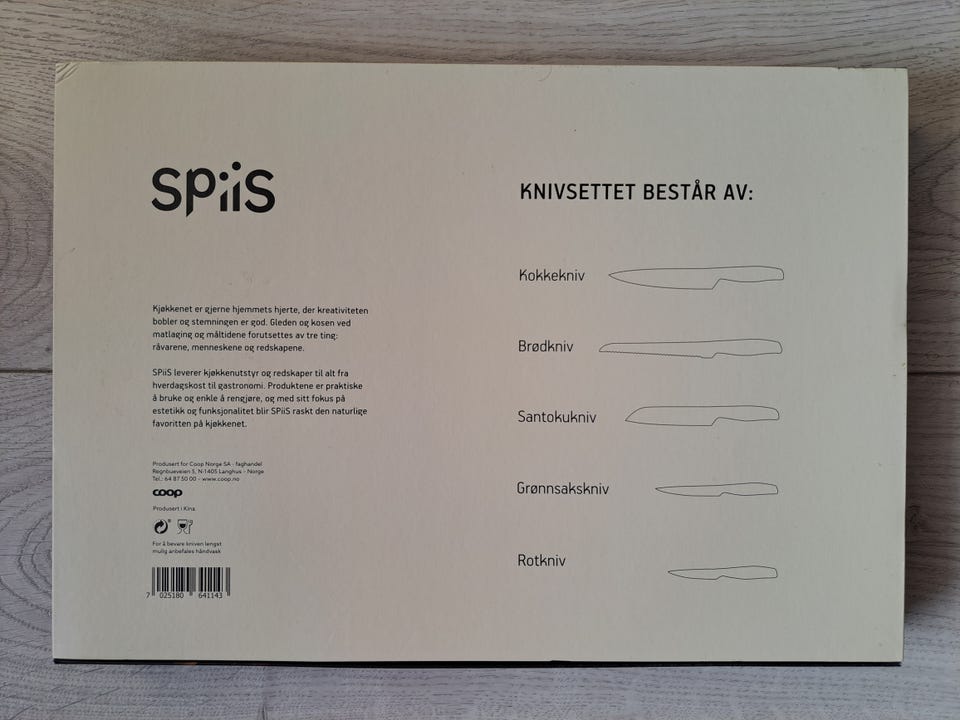 SPiiS
Kjøkkenet er gjerne hjemmets hjerte, der kreativiteten
bobler og stemningen er god. Gleden og kosen ved
matlaging og måltidene forutsettes av tre ting:
råvarene, menneskene og redskapene.
SPiiS leverer kjøkkenutstyr og redskaper til alt fra
hverdagskost til gastronomi. Produktene er praktiske
å bruke og enkle å rengjøre, og med sitt fokus på
estetikk og funksjonalitet blir SPiiS raskt den naturlige
favoritten på kjøkkenet.
Produsert for Coop Norge SA - faghandel
Regnbueveien 5, N-1405 Langhus - Norge
Tel.: 64 87 50 00 - www.coop.no
coop
Produsert i Kina
For å bevare kniven lengst
mulig anbefales håndvask
7 025180 641143
KNIVSETTET BESTÅR AV:
Kokkekniv
Brødkniv
Santokukniv
Grønnsakskniv
Rotkniv